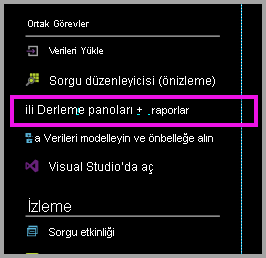 Ortak Görevler
Verileri Yükle
Sorgu düzenleyicisi (önizleme)
ili Derleme panoları + raporlar
a Verileri modelleyin ve önbelleğe alın
Visual Studio'da aç
İzleme
Sorgu etkinliği